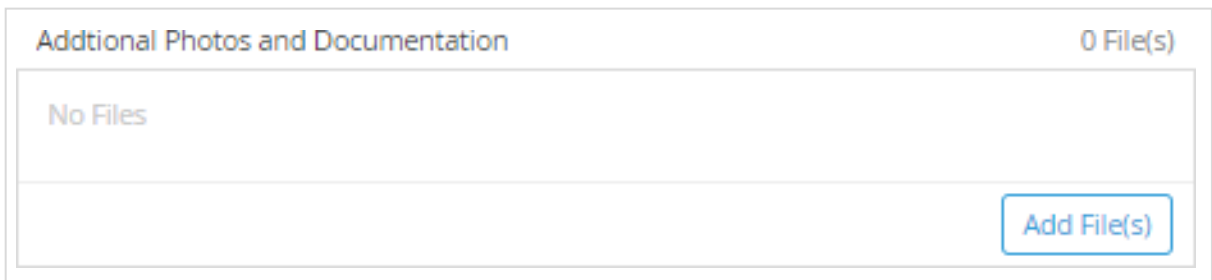 Addtional Photos and Documentation 0 File(s)
No Files
Add File(s)